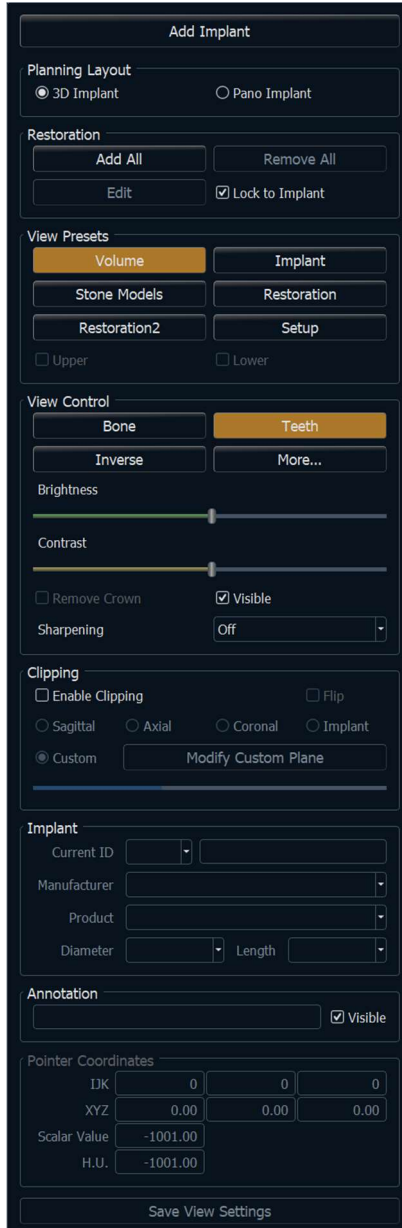 Add Implant
Planning Layout
3D Implant Pano Implant
Restoration
Add All Remove All
Edit Lock to Implant
View Presets
Volume Implant
Stone Models Restoration
Restoration2 Setup
Upper Lower
View Control
Bone Teeth
Inverse More...
Brightness
Contrast
Remove Crown Visible
Sharpening Off
Clipping
Enable Clipping Flip
Sagittal Axial Coronal Implant
Custom Modify Custom Plane
Implant
Current ID
Manufacturer
Product
Diameter Length
Annotation
Visible
Pointer Coordinates
IJK 0 0 0
XYZ 0.00 0.00 0.00
Scalar Value -1001.00
H.U. -1001.00
Save View Settings